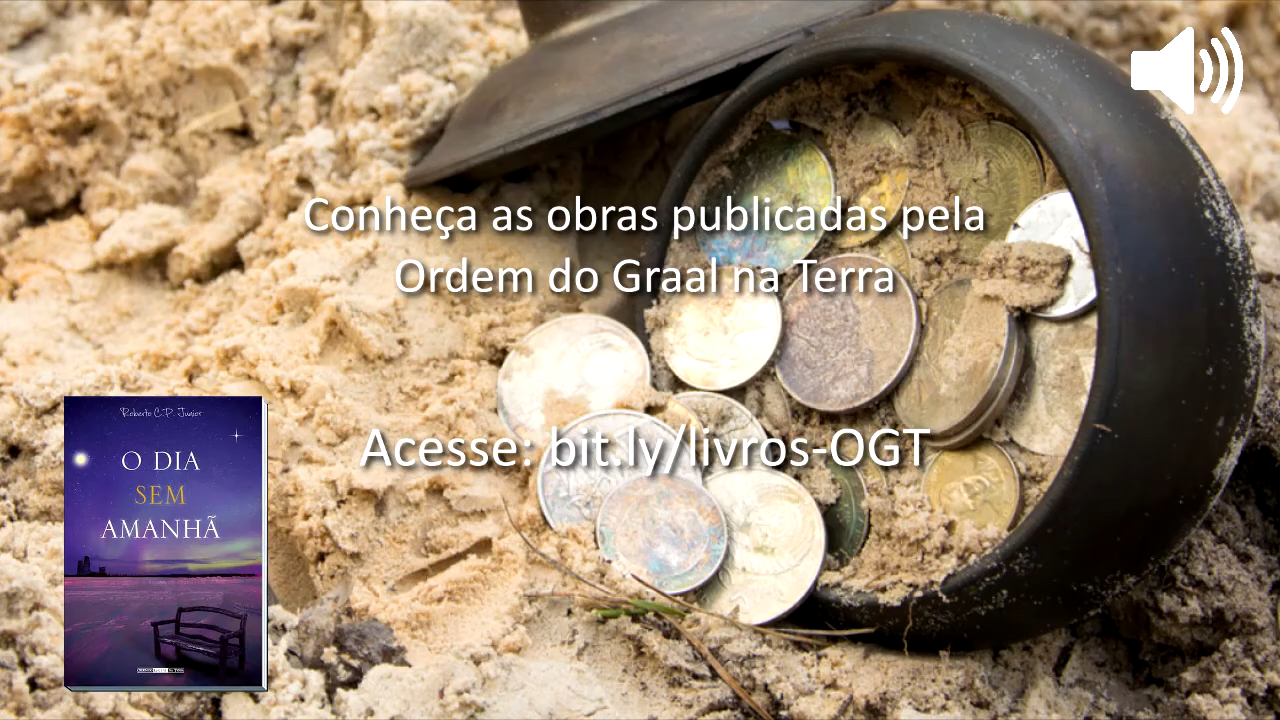 Conheça as obras publicadas pela
Ordem do Graal na Terra
Acesse: bit.ly/livros-OGT
Roberto C.P. Junior
O DIA
SEM
AMANHÃ